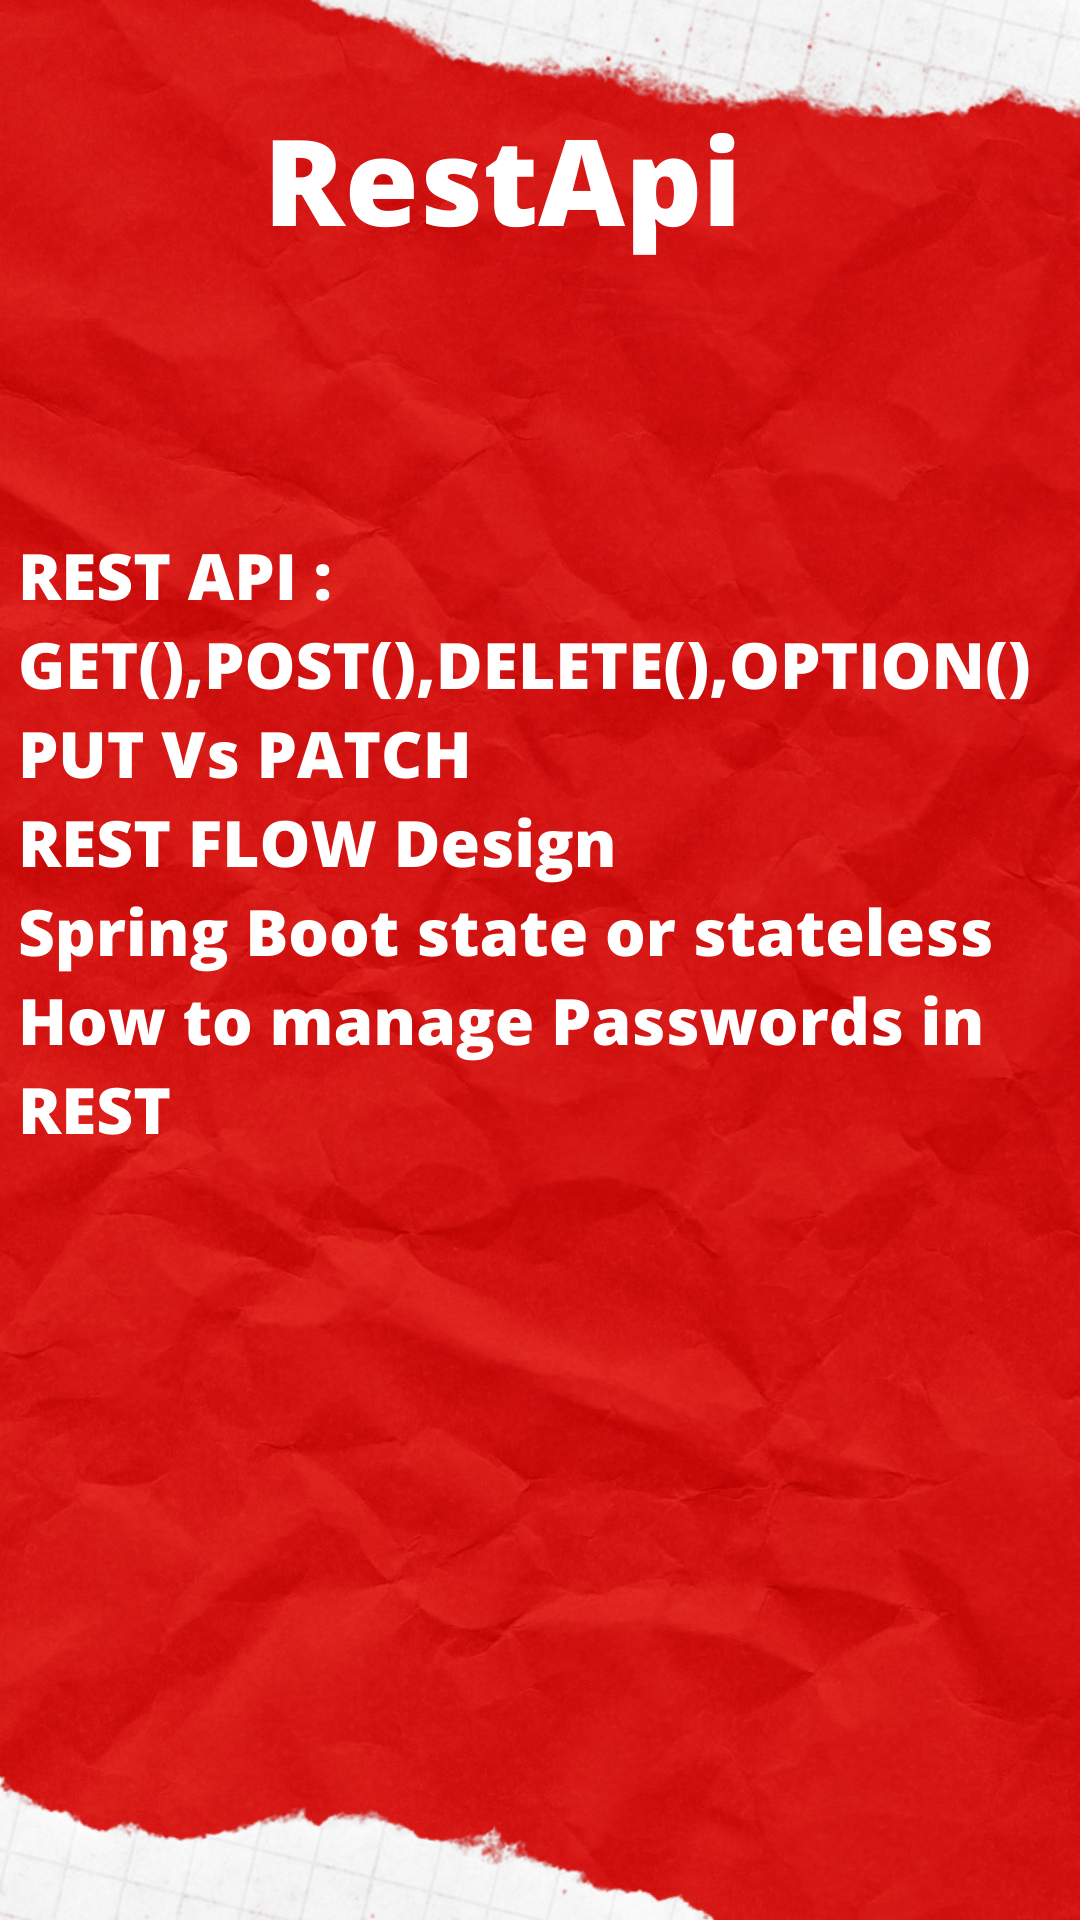 RestApi
REST API :
GET(),POST(),DELETE(),OPTION()
PUT Vs PATCH
REST FLOW Design
Spring Boot state or stateless
How to manage Passwords in
REST